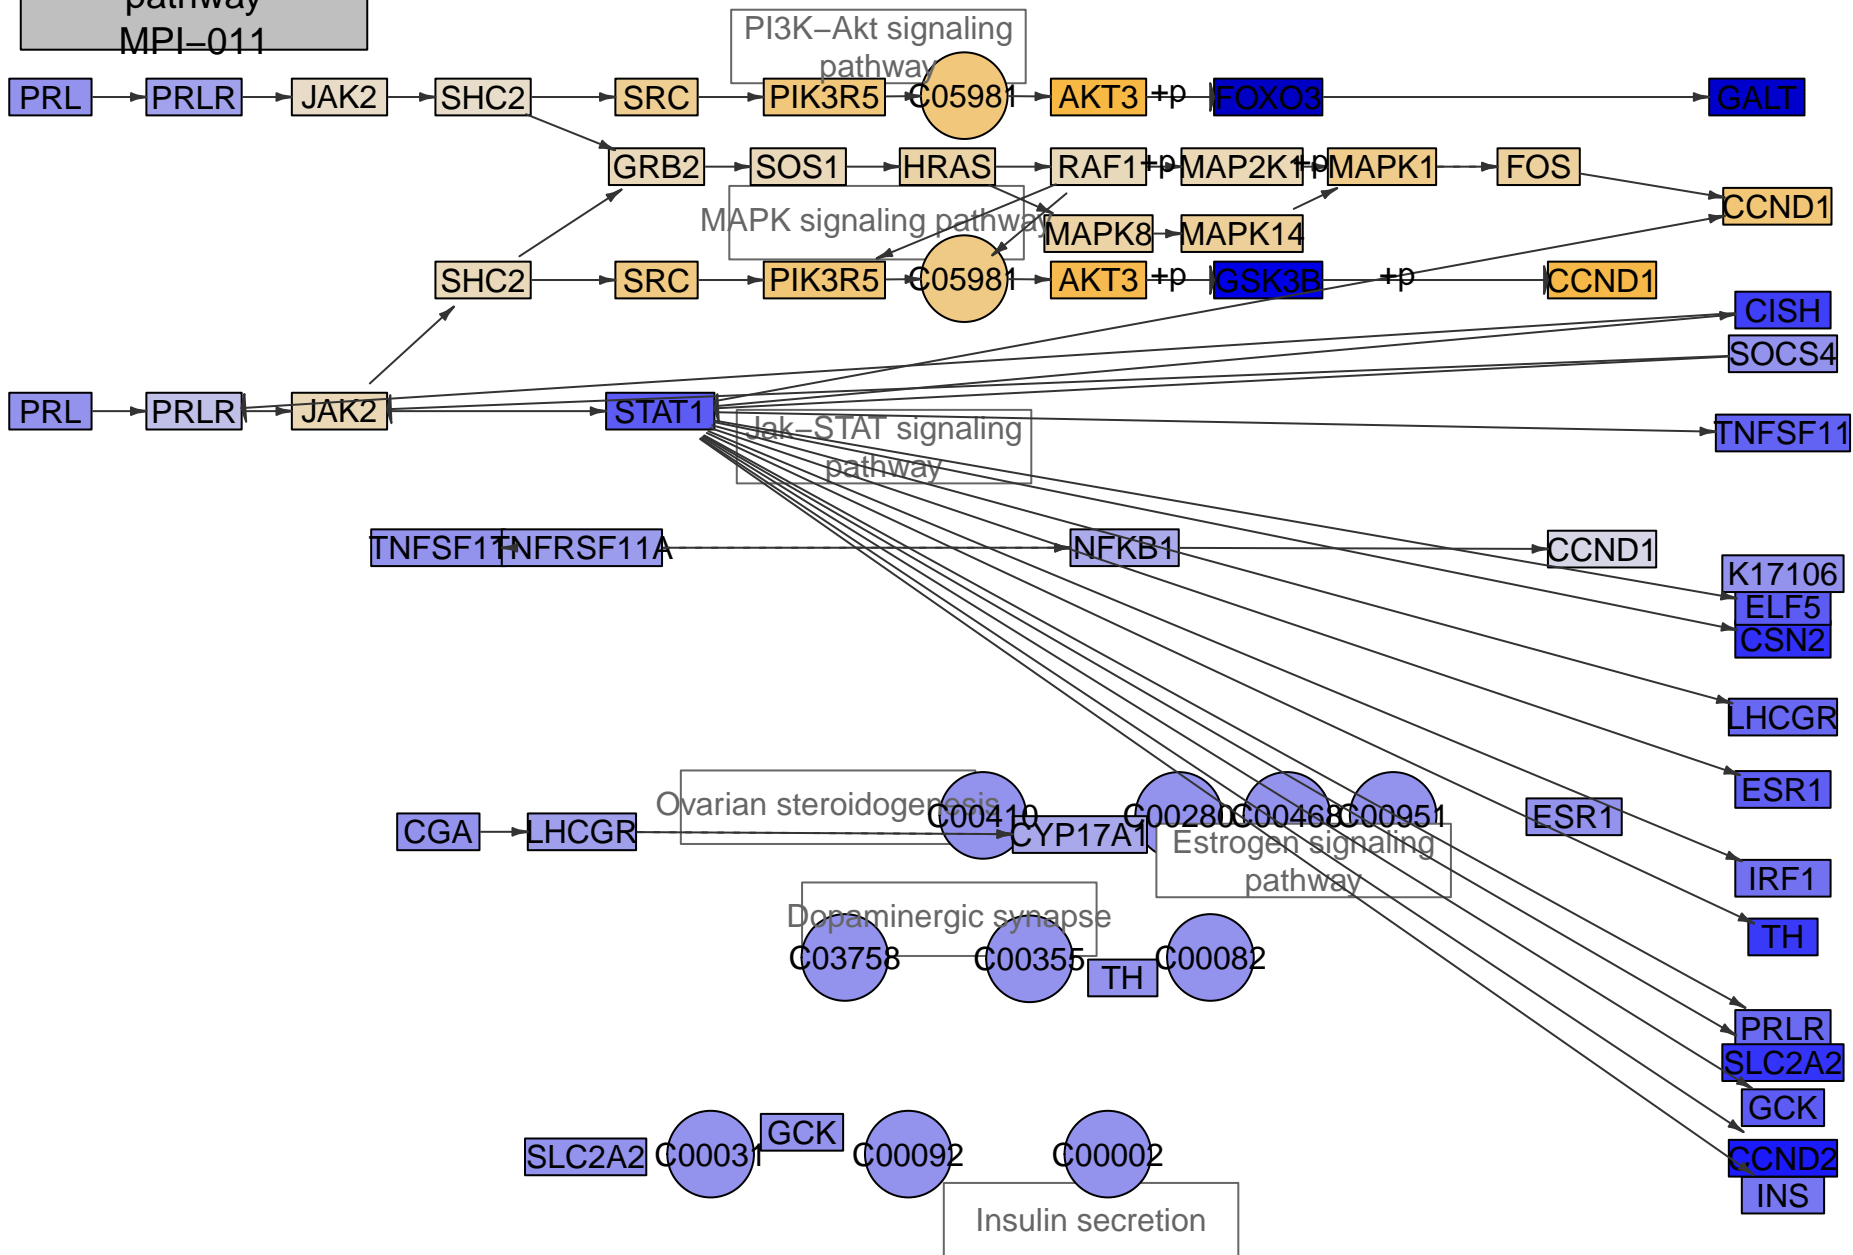 pathway
MPI−011
PI3K−Akt signaling
pathway
PRL
PRLR
JAK2
SHC2
SRC
PIK3R5
C05981
AKT3
+p
FOXO3
GALT
GRB2
SOS1
HRAS
RAF1
+p
MAP2K1
+p
MAPK1
FOS
CCND1
MAPK signaling pathway
MAPK8
MAPK14
SHC2
SRC
PIK3R5
C05981
AKT3
+p
GSK3B
+p
CCND1
CISH
SOCS4
PRL
PRLR
JAK2
STAT1
Jak−STAT signaling
pathway
TNFSF11
TNFSF11
TNFRSF11A
NFKB1
CCND1
K17106
ELF5
CSN2
LHCGR
ESR1
Ovarian steroidogenesis
C00410
C00280
C00468
C00951
ESR1
CGA
LHCGR
CYP17A1
Estrogen signaling
pathway
IRF1
Dopaminergic synapse
TH
C03758
C00355
TH
C00082
PRLR
SLC2A2
GCK
GCK
SLC2A2
C00031
C00092
C00002
CCND2
INS
Insulin secretion